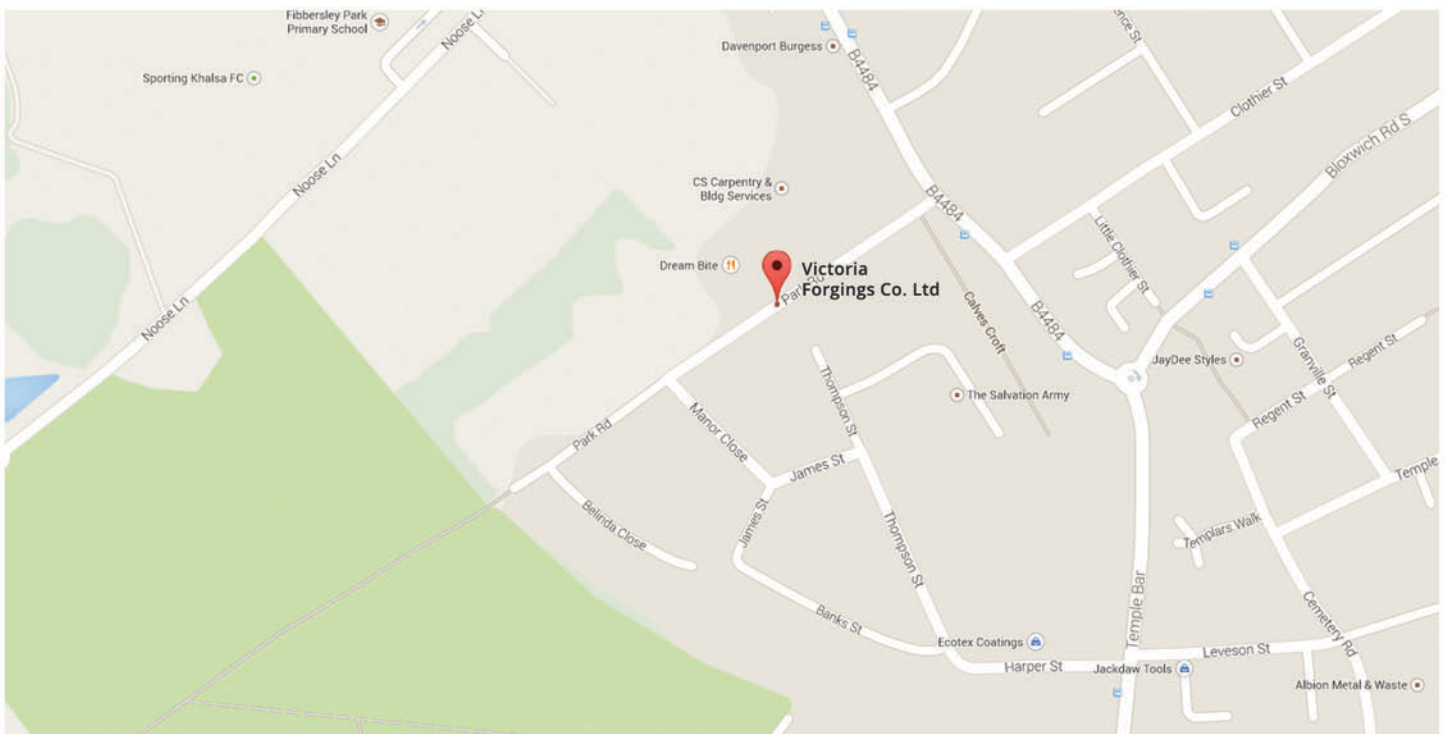 Fibbersley Park
Primary School
Noose Ln
Davenport Burgess
ence St
Sporting Khalsa FC
B4484
Clothier St
Bloxwich Rd S
Noose Ln
CS Carpentry &
Bldg Services
B4484
Little Clothier St
Dream Bite
Victoria
Forgings Co. Ltd
Park Rd
Noose Ln
Calves Croft
B4484
JayDee Styles
Granville St
Regent St
Thompson St
The Salvation Army
Regent St
Manor Close
Park Rd
James St
Temple
James St
Belinda Close
Thompson St
Templars Walk
Temple Bar
Banks St
Cemetery Rd
Ecotex Coatings
Leveson St
Harper St
Jackdaw Tools
Albion Metal & Waste